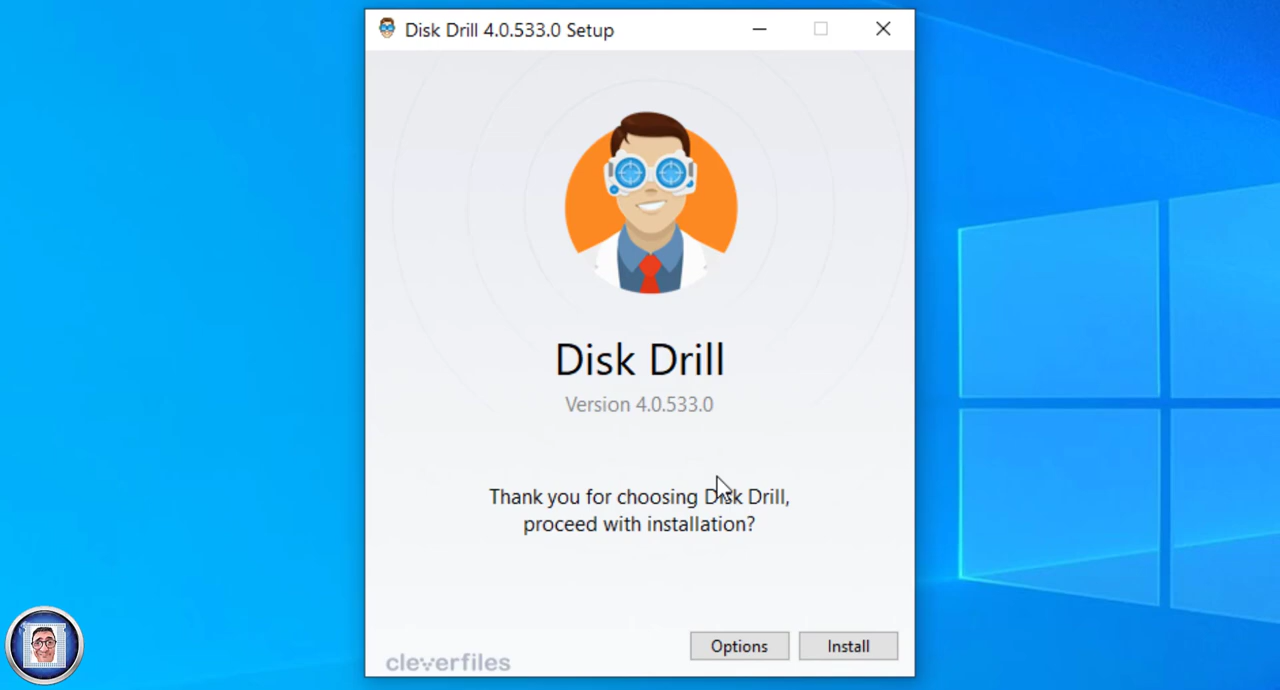 Disk Drill 4.0.533.0 Setup
Disk Drill
Version 4.0.533.0
Thank you for choosing Disk Drill,
proceed with installation?
Options
Install
cleverfiles